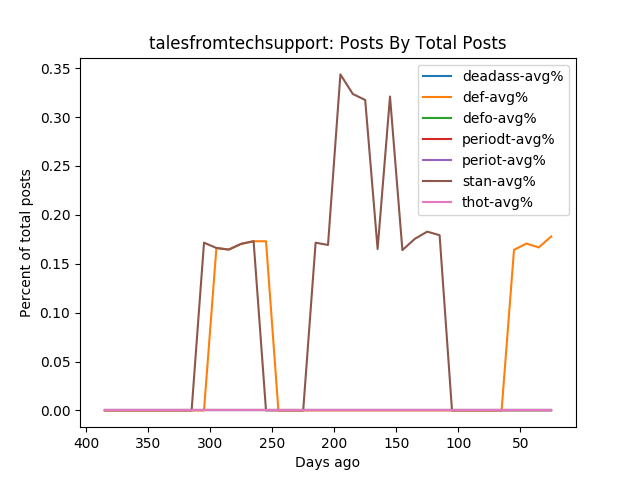 talesfromtechsupport: Posts By Total Posts
Percent of total posts
0.35
0.30
0.25
0.20
0.15
0.10
0.05
0.00
deadass-avg%
def-avg%
defo-avg%
periodt-avg%
periot-avg%
stan-avg%
thot-avg%
400 350 300 250 200 150 100 50
Days ago